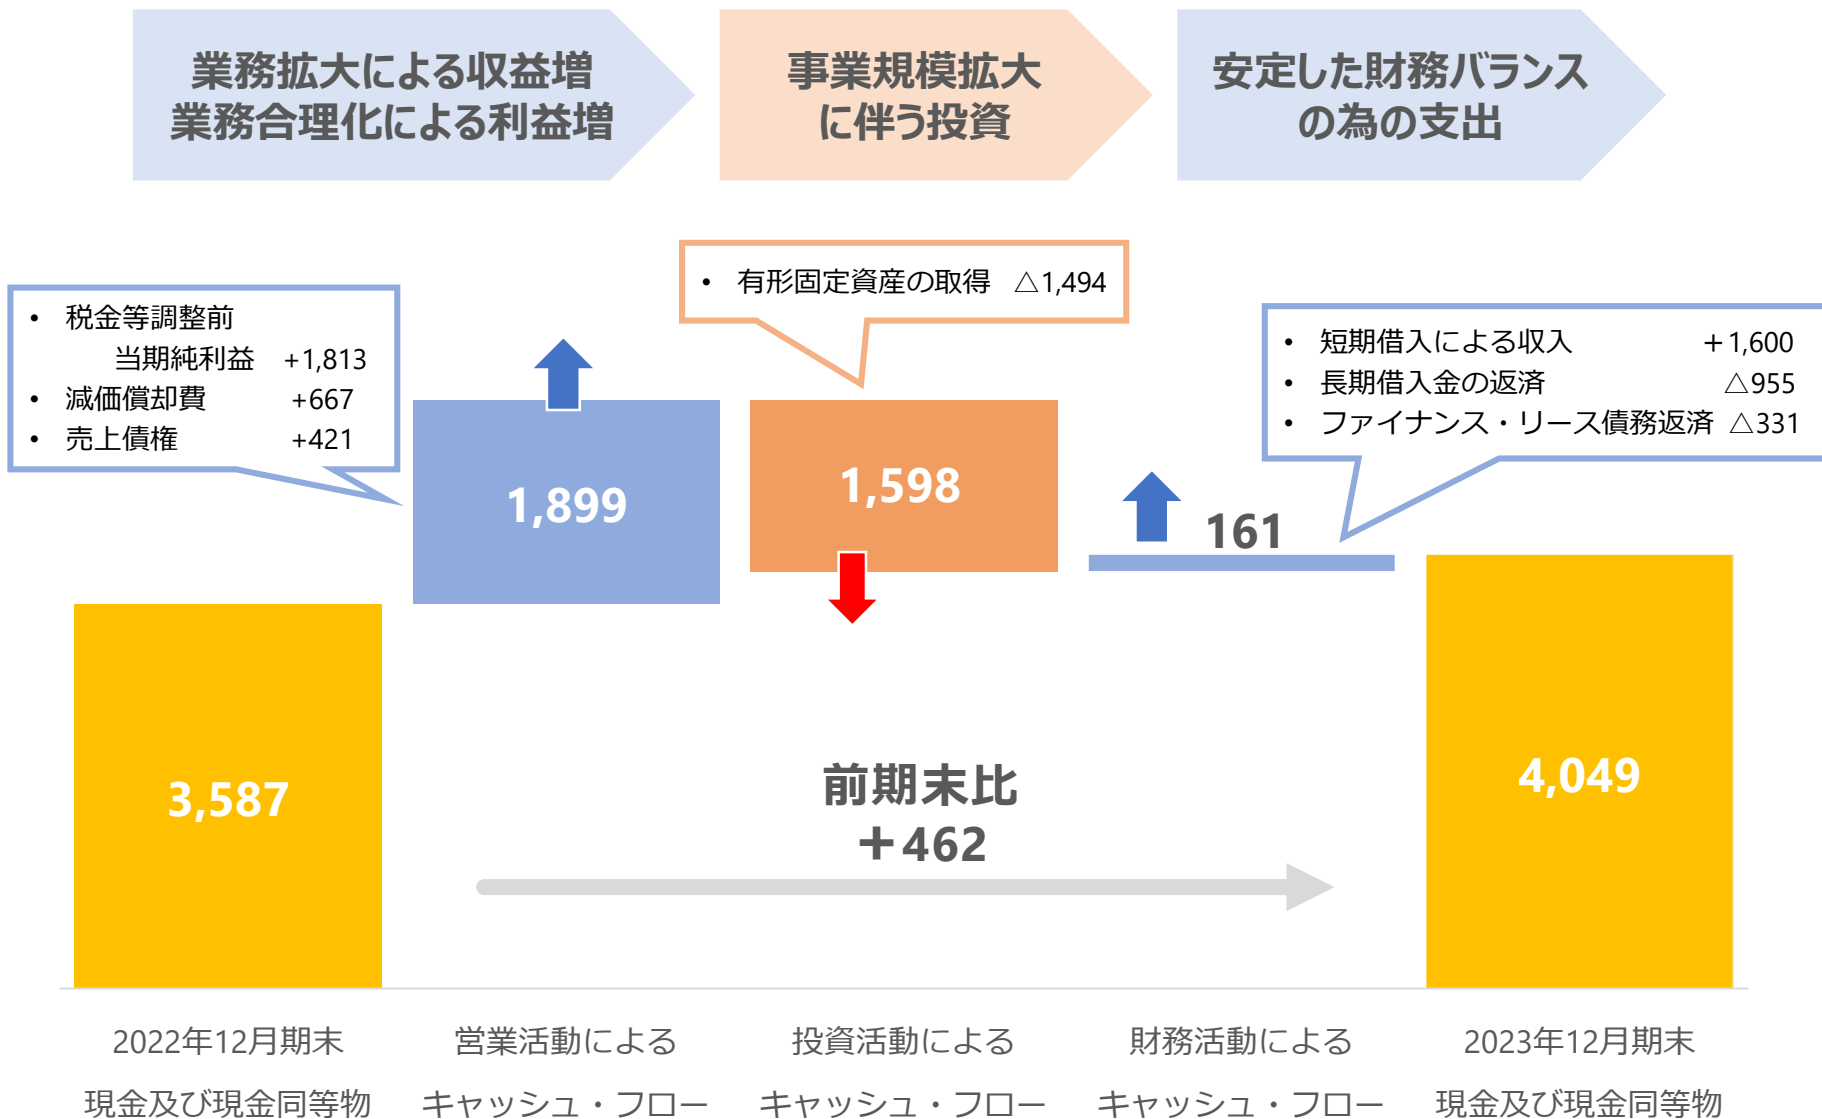 業務拡大による収益増
業務合理化による利益増
事業規模拡大
に伴う投資
安定した財務バランス
の為の支出
• 税金等調整前
当期純利益 +1,813
• 減価償却費 +667
• 売上債権 +421
• 有形固定資産の取得 △1,494
• 短期借入による収入 ＋1,600
• 長期借入金の返済 △955
• ファイナンス・リース債務返済 △331
1,899
1,598
161
3,587
4,049
前期末比
＋462
2022年12月期末
現金及び現金同等物
営業活動による
キャッシュ・フロー
投資活動による
キャッシュ・フロー
財務活動による
キャッシュ・フロー
2023年12月期末
現金及び現金同等物